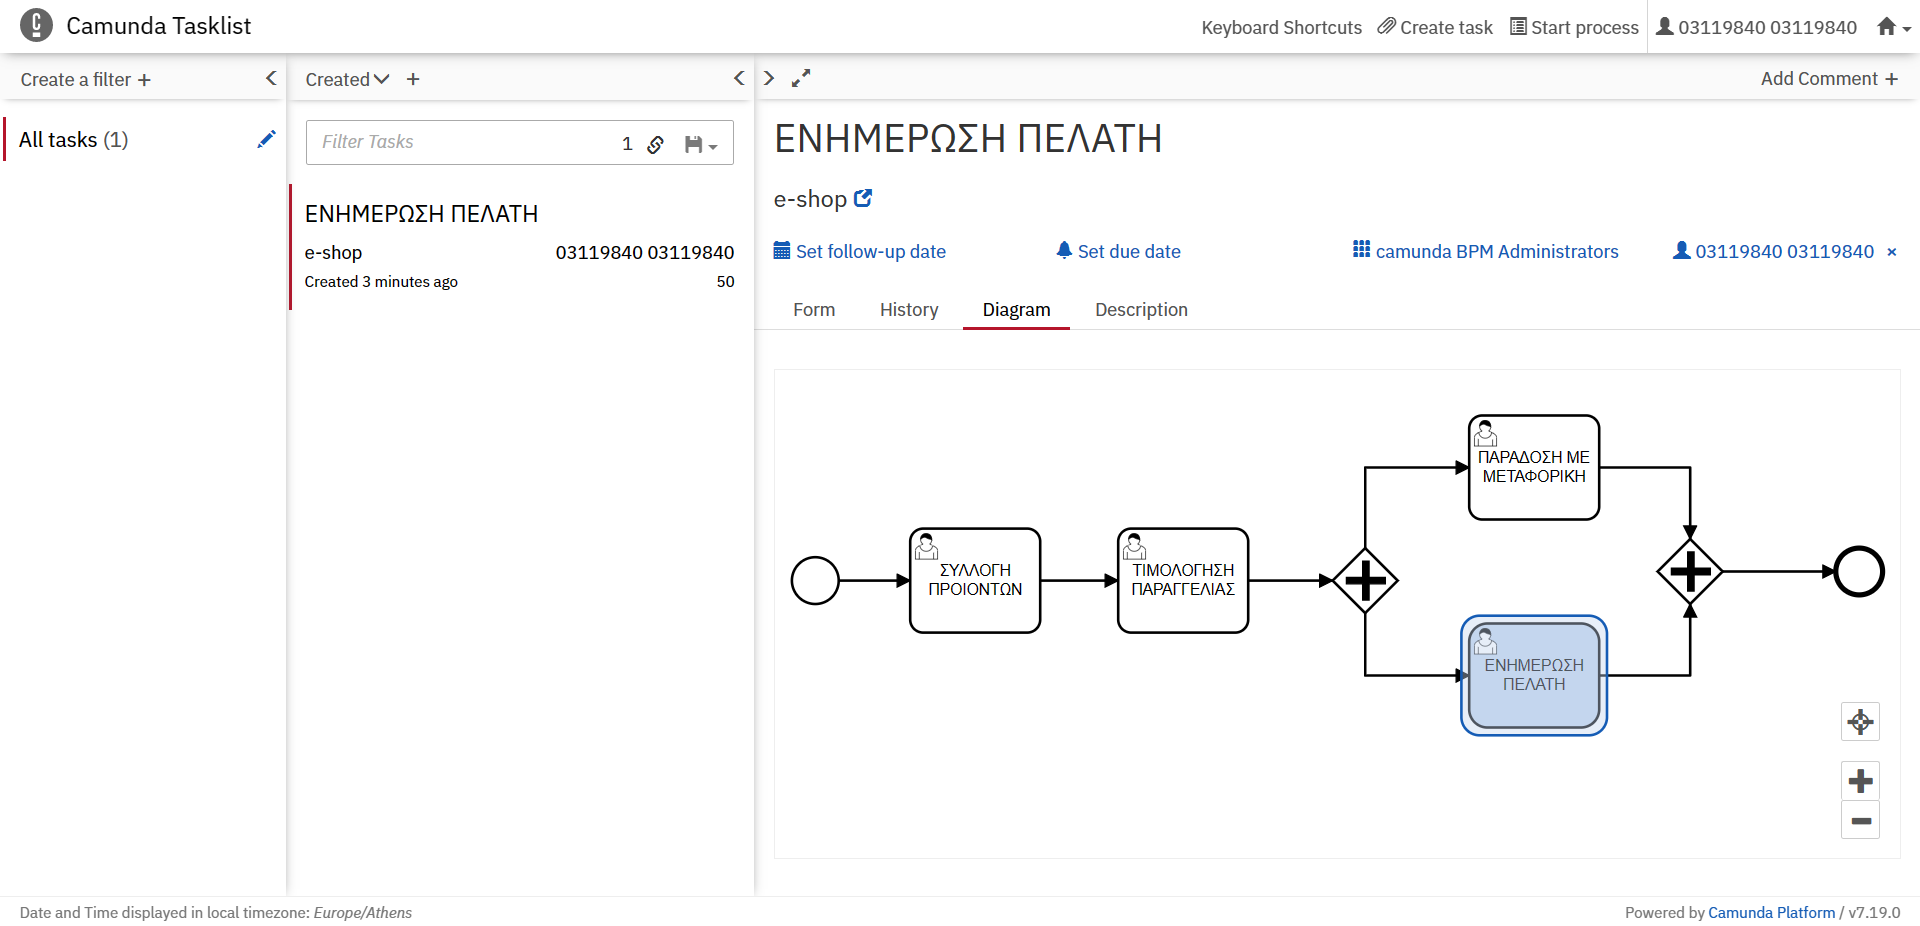 Camunda Tasklist
Keyboard Shortcuts Create task Start process 03119840 03119840
Create a filter +
Created +
Add Comment +
All tasks (1)
Filter Tasks 1
ΕΝΗΜΕΡΩΣΗ ΠΕΛΑΤΗ
e-shop 03119840 03119840
Created 3 minutes ago 50
ΕΝΗΜΕΡΩΣΗ ΠΕΛΑΤΗ
e-shop
Set follow-up date Set due date camunda BPM Administrators 03119840 03119840 ×
Form History Diagram Description
ΠΑΡΑΔΟΣΗ ΜΕ
ΜΕΤΑΦΟΡΙΚΗ
ΣΥΛΛΟΓΗ
ΠΡΟΙΟΝΤΩΝ
ΤΙΜΟΛΟΓΗΣΗ
ΠΑΡΑΓΓΕΛΙΑΣ
ΕΝΗΜΕΡΩΣΗ
ΠΕΛΑΤΗ
Date and Time displayed in local timezone: Europe/Athens
Powered by Camunda Platform / v7.19.0